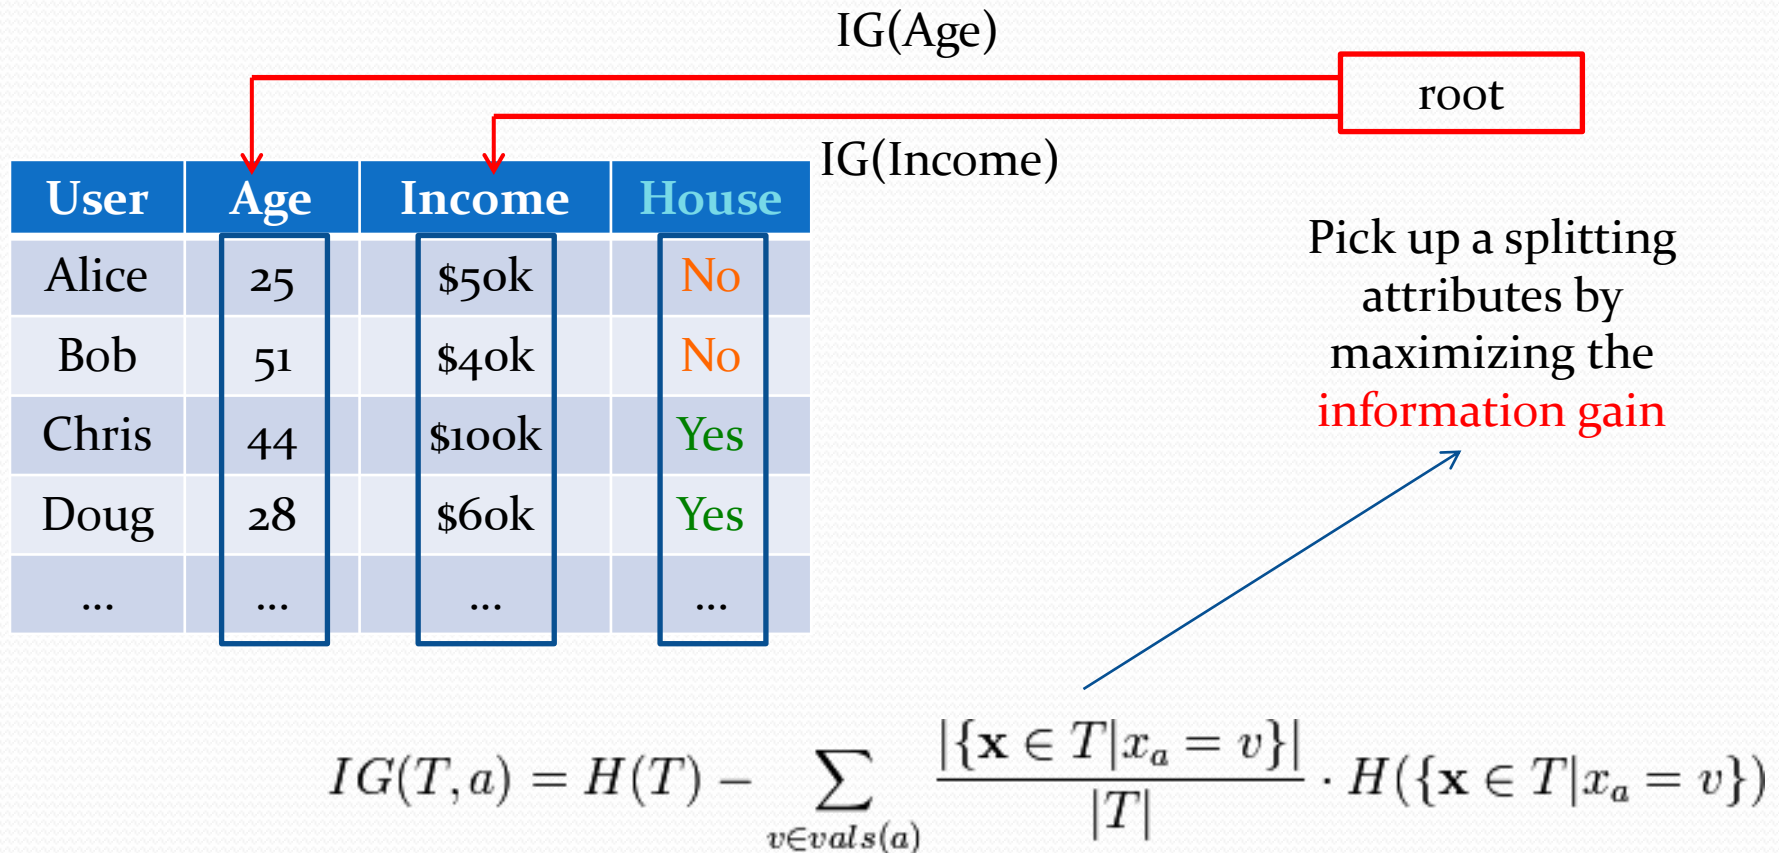 IG(Age)
root
IG(Income)
User Age Income House
Alice 25 $50k No
Bob 51 $40k No
Chris 44 $100k Yes
Doug 28 $60k Yes
... ... ... ...
Pick up a splitting
attributes by
maximizing the
information gain
IG(T, a) = H(T) − ∑_{v∈vals(a)} |{x ∈ T|x_a = v}| / |T| · H({x ∈ T|x_a = v})